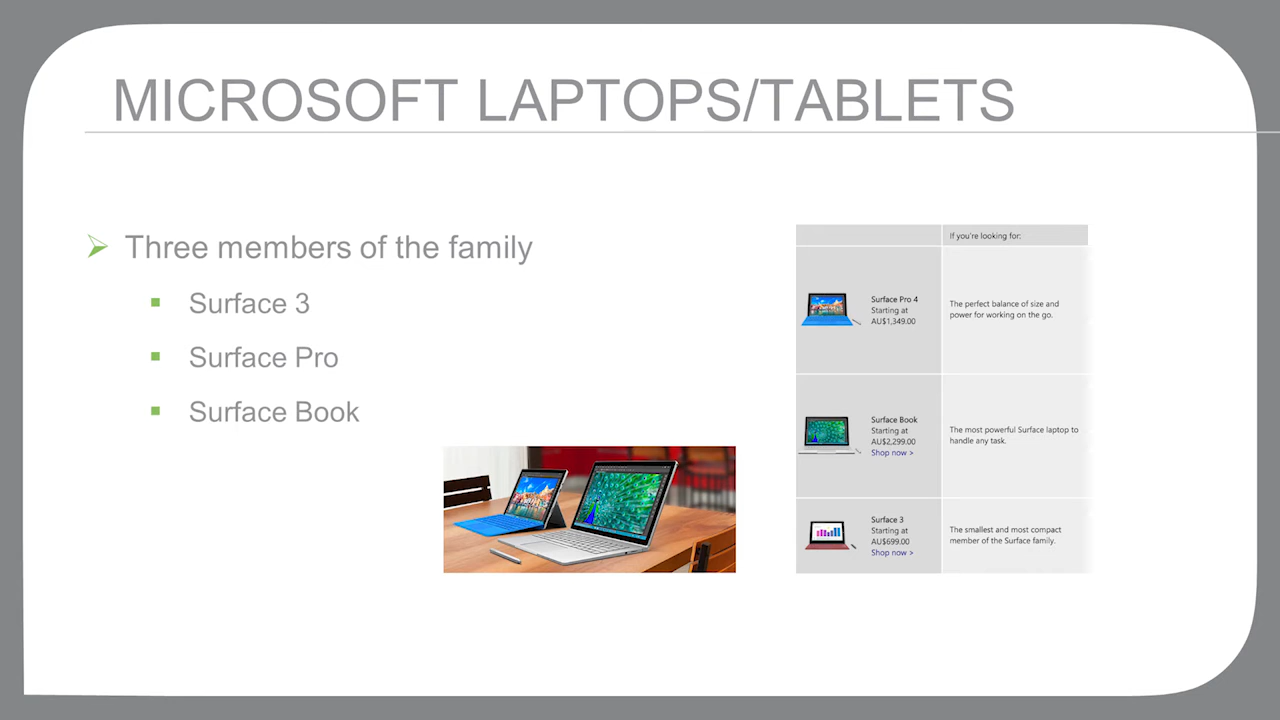 MICROSOFT LAPTOPS/TABLETS
Three members of the family
Surface 3
Surface Pro
Surface Book
If you're looking for:
Surface Pro 4
Starting at
AU$1,349.00
The perfect balance of size and
power for working on the go.
Surface Book
Starting at
AU$2,299.00
Shop now >
The most powerful Surface laptop to
handle any task.
Surface 3
Starting at
AU$699.00
Shop now >
The smallest and most compact
member of the Surface family.